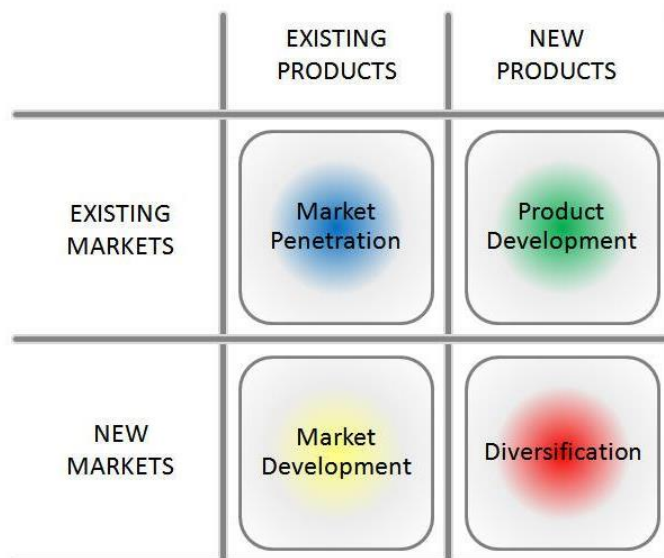 EXISTING
PRODUCTS
NEW
PRODUCTS
EXISTING
MARKETS
Market
Penetration
Product
Development
NEW
MARKETS
Market
Development
Diversification